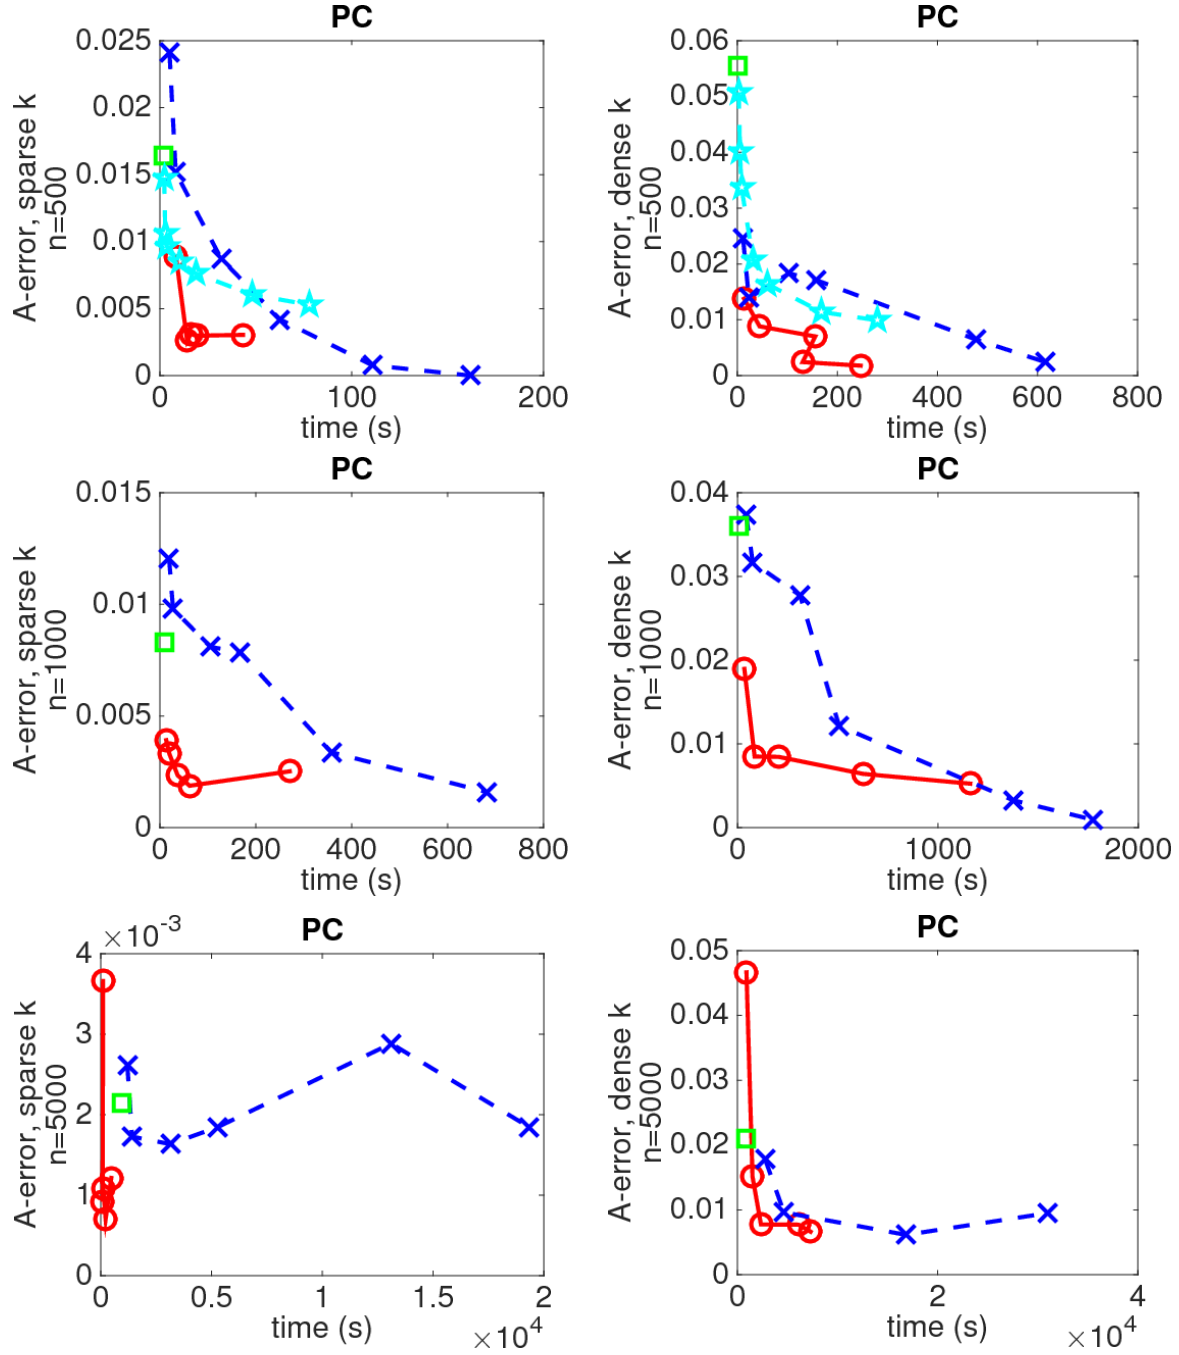 PC
0.025
0.02
0.015
0.01
0.005
0
0 100 200
time (s)
A-error, sparse k
n=500
PC
0.06
0.05
0.04
0.03
0.02
0.01
0
0 200 400 600 800
time (s)
A-error, dense k
n=500
PC
0.015
0.01
0.005
0
0 200 400 600 800
time (s)
A-error, sparse k
n=1000
PC
0.04
0.03
0.02
0.01
0
0 1000 2000
time (s)
A-error, dense k
n=1000
PC
×10⁻³
4
3
2
1
0
0 0.5 1 1.5 2
time (s)
×10⁴
A-error, sparse k
n=5000
PC
0.05
0.04
0.03
0.02
0.01
0
0 2 4
time (s)
×10⁴
A-error, dense k
n=5000